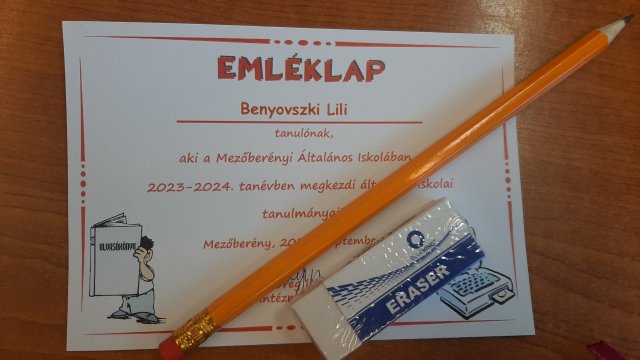 EMLÉKLAP
Benyovszki Lili
tanulónak,
aki a Mezőberényi Általános Iskolában
2023-2024. tanévben megkezdi
tanulmányai
Mezőberény,
OLVASÓKÖNYV
ERASER